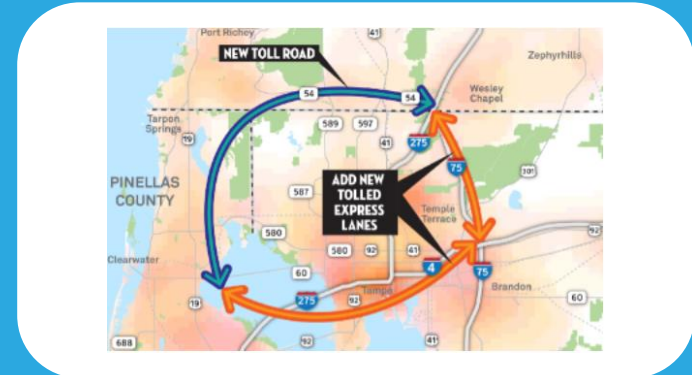 Port Richey
41
NEW TOLL ROAD
Zephyrhills
54
54
Wesley
Chapel
Tarpon
Springs
19
589
597
41
275
75
301
PINELLAS
COUNTY
587
ADD NEW
TOLLED
EXPRESS
LANES
Temple
Terrace
580
580
92
41
92
Clearwater
60
4
75
Tampa
275
92
Brandon
19
60
688
92
41